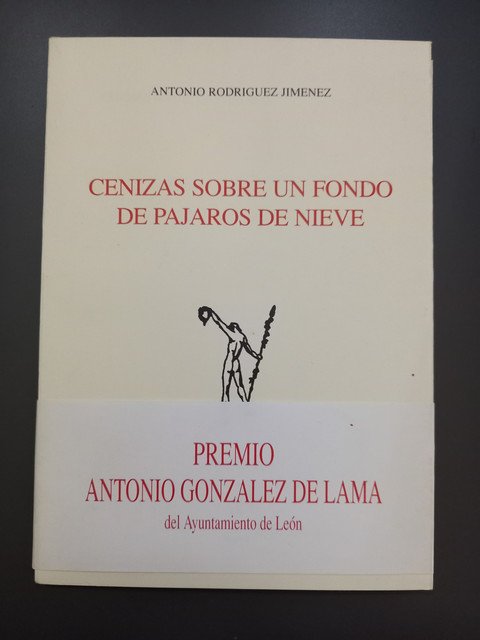 ANTONIO RODRIGUEZ JIMENEZ
CENIZAS SOBRE UN FONDO
DE PAJAROS DE NIEVE
PREMIO
ANTONIO GONZALEZ DE LAMA
del Ayuntamiento de León